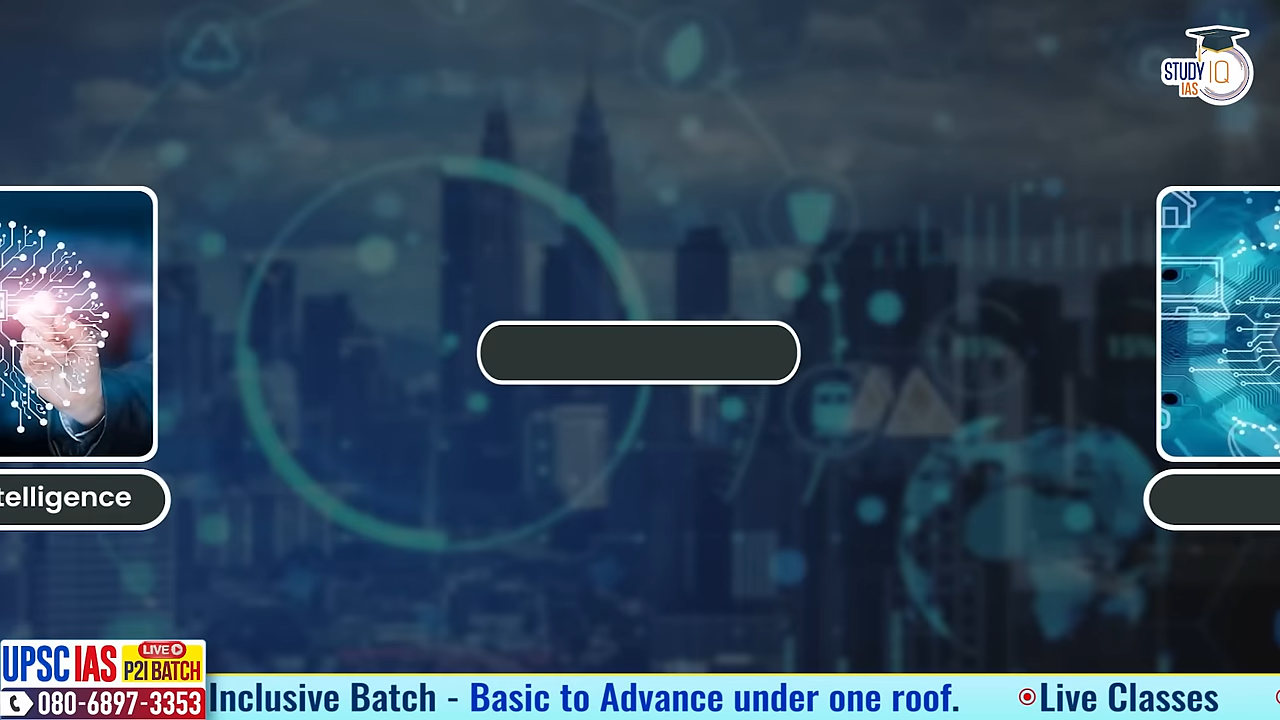 STUDY IQ
IAS
telligence
UPSC IAS
LIVE
P2I BATCH
080-6897-3353
Inclusive Batch - Basic to Advance under one roof.
Live Classes